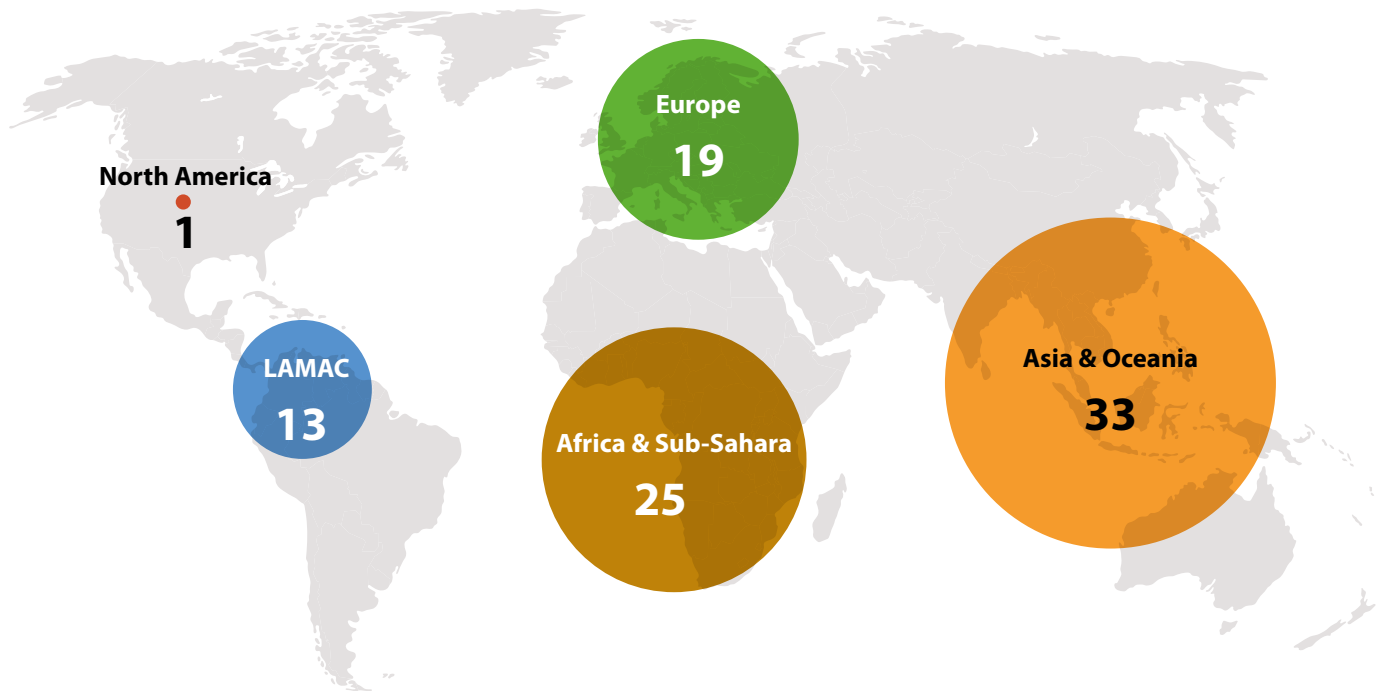 Europe
19
North America
1
LAMAC
13
Asia & Oceania
33
Africa & Sub-Sahara
25